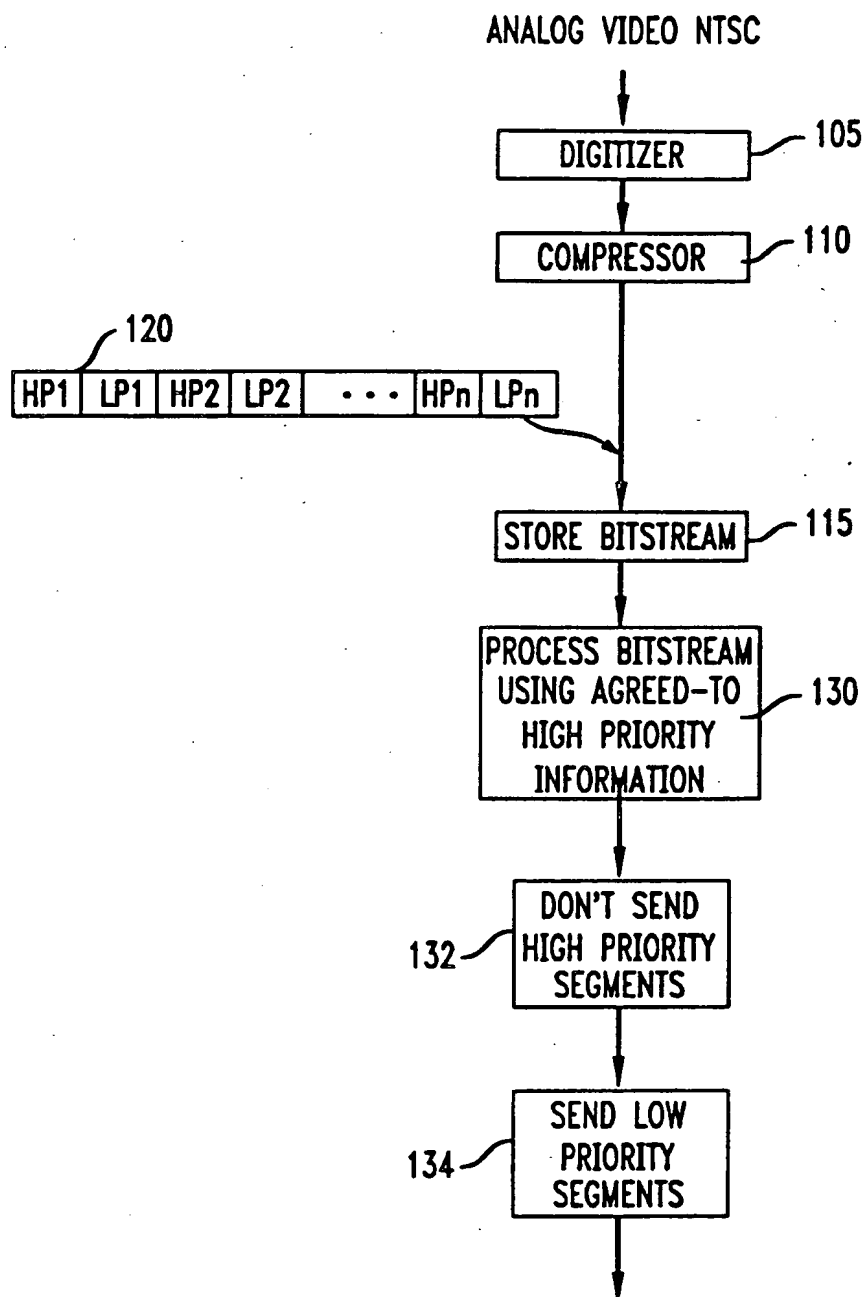 ANALOG VIDEO NTSC
DIGITIZER
105
COMPRESSOR
110
120
HP1 LP1 HP2 LP2 ... HPn LPn
STORE BITSTREAM
115
PROCESS BITSTREAM
USING AGREED-TO
HIGH PRIORITY
INFORMATION
130
DON'T SEND
HIGH PRIORITY
SEGMENTS
132
SEND LOW
PRIORITY
SEGMENTS
134